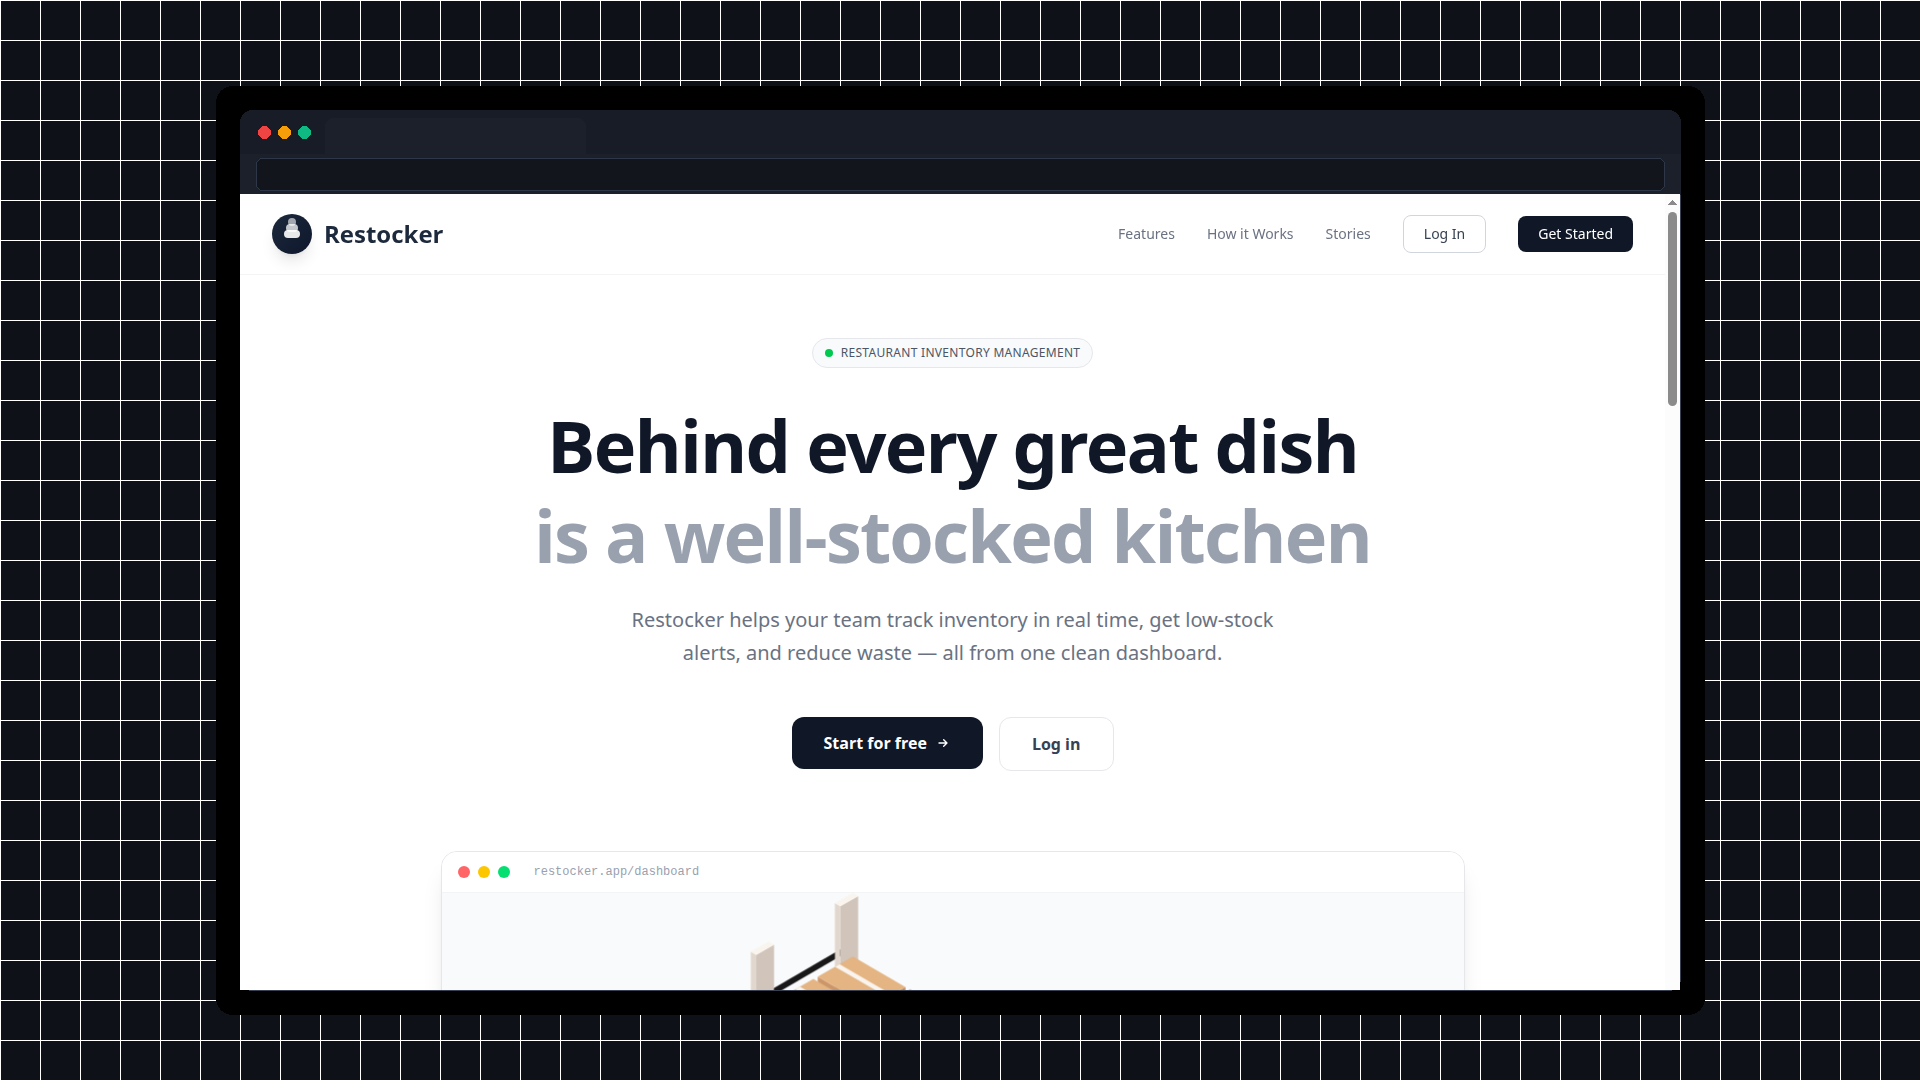 Restocker
Features
How it Works
Stories
Log In
Get Started
RESTAURANT INVENTORY MANAGEMENT
Behind every great dish
is a well-stocked kitchen
Restocker helps your team track inventory in real time, get low-stock
alerts, and reduce waste — all from one clean dashboard.
Start for free →
Log in
restocker.app/dashboard